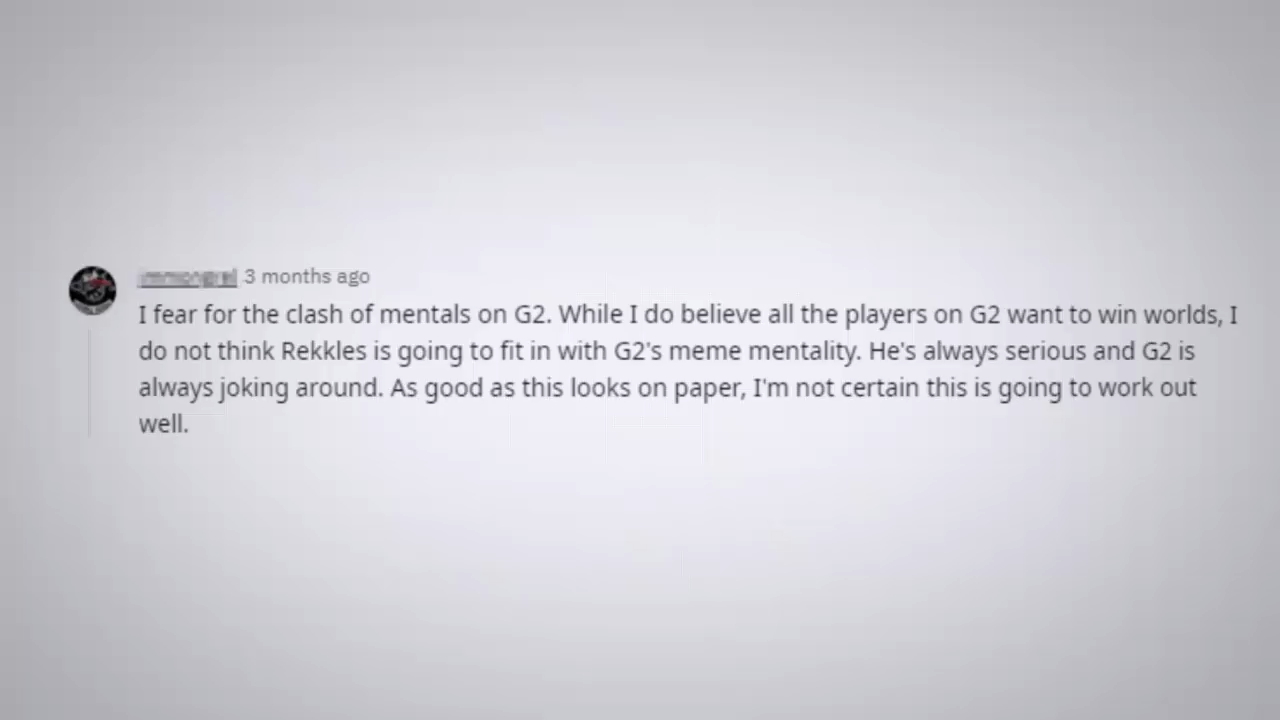 3 months ago
I fear for the clash of mentals on G2. While I do believe all the players on G2 want to win worlds, I
do not think Rekkles is going to fit in with G2's meme mentality. He's always serious and G2 is
always joking around. As good as this looks on paper, I'm not certain this is going to work out
well.